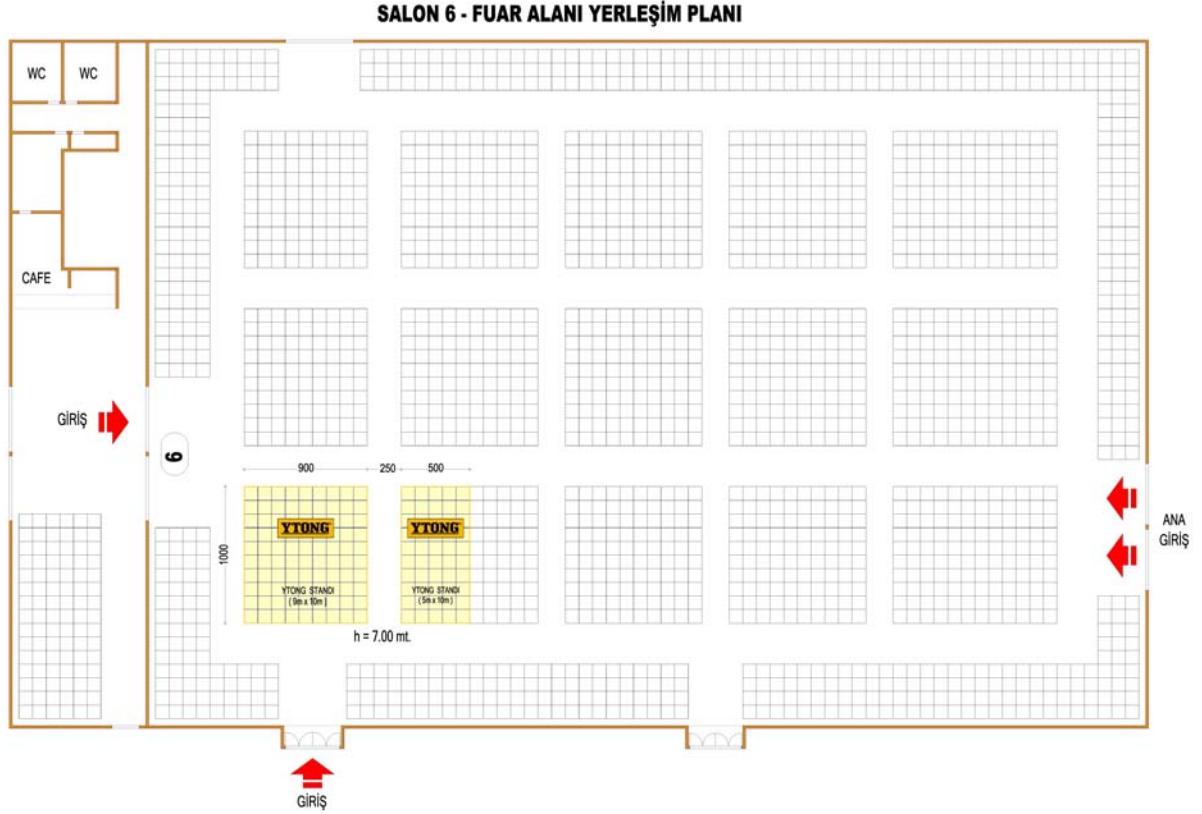 SALON 6 - FUAR ALANI YERLEŞİM PLANI
WC
WC
CAFE
GİRİŞ
6
900
250
500
1000
YTONG
YTONG
YTONG STANDI
( 9m x 10m )
YTONG STANDI
( 5m x 10m )
h = 7.00 mt.
ANA
GİRİŞ
GİRİŞ